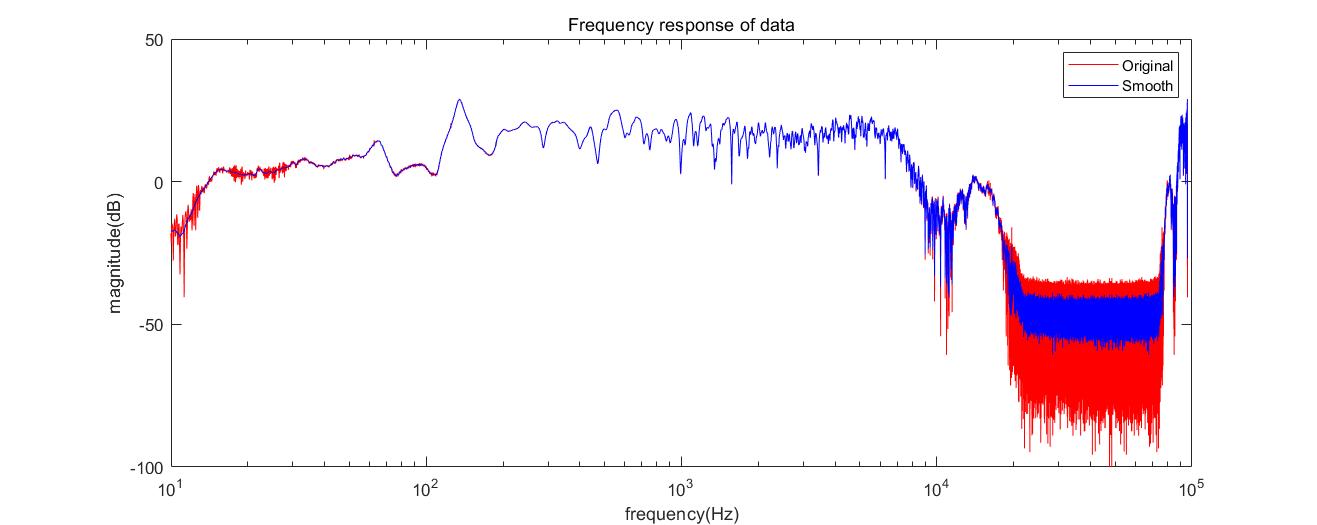 Frequency response of data
50
0
-50
-100
magnitude(dB)
Original
Smooth
10^1
10^2
10^3
10^4
10^5
frequency(Hz)